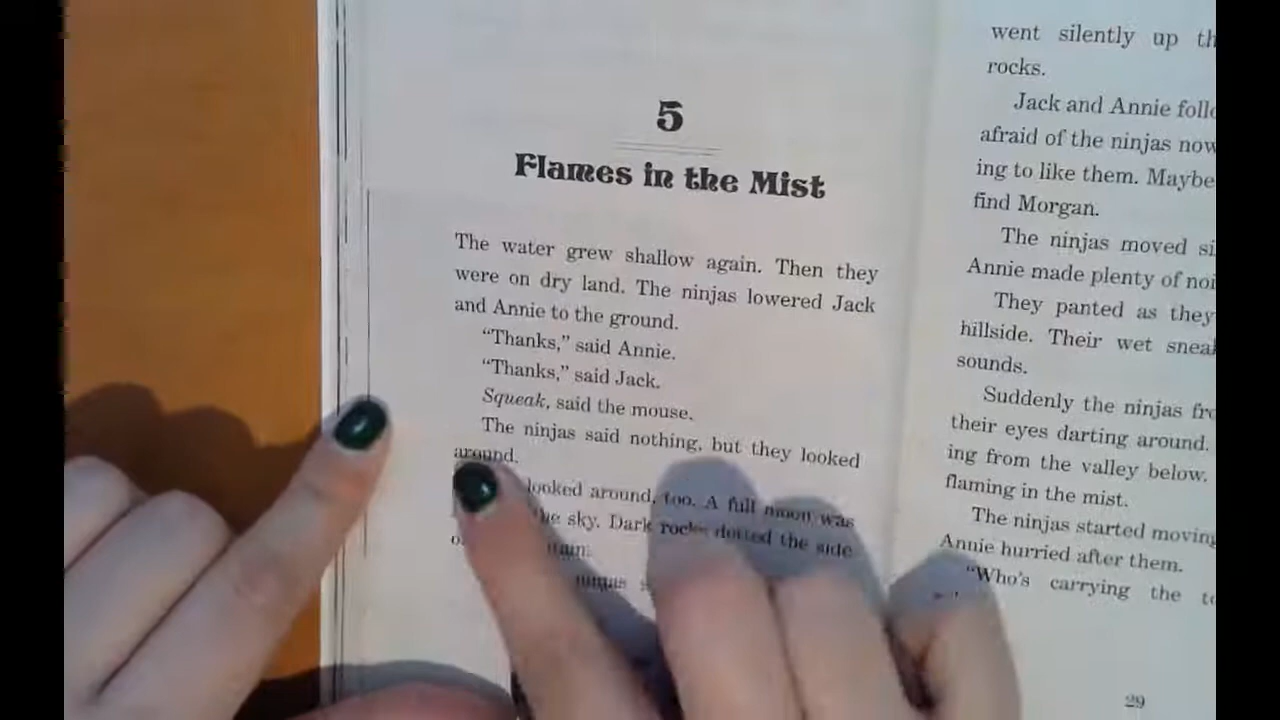 5
Flames in the Mist
The water grew shallow again. Then they
were on dry land. The ninjas lowered Jack
and Annie to the ground.
"Thanks," said Annie.
"Thanks," said Jack.
Squeak, said the mouse.
The ninjas said nothing, but they looked
around.
looked around, too. A full moon was
the sky. Dark rocks dotted the side
ninjas
went silently up
rocks.
Jack and Annie
afraid of the ninjas now
ing to like them. Maybe
find Morgan.
The ninjas moved
Annie made plenty of
They panted as they
hillside. Their wet
sounds.
Suddenly the ninjas
their eyes darting around.
ing from the valley below.
flaming in the mist.
The ninjas started moving
Annie hurried after them.
"Who's carrying the
29